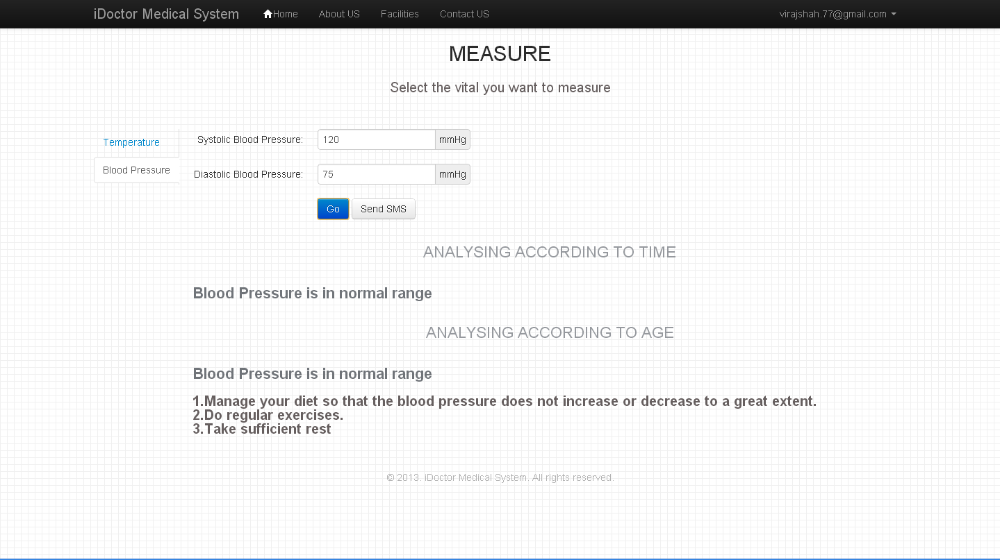 iDoctor Medical System Home About US Facilities Contact US virajshah.77@gmail.com
MEASURE
Select the vital you want to measure
Temperature
Blood Pressure
Systolic Blood Pressure: 120 mmHg
Diastolic Blood Pressure: 75 mmHg
Go Send SMS
ANALYSING ACCORDING TO TIME
Blood Pressure is in normal range
ANALYSING ACCORDING TO AGE
Blood Pressure is in normal range
1.Manage your diet so that the blood pressure does not increase or decrease to a great extent.
2.Do regular exercises.
3.Take sufficient rest
© 2013. iDoctor Medical System. All rights reserved.